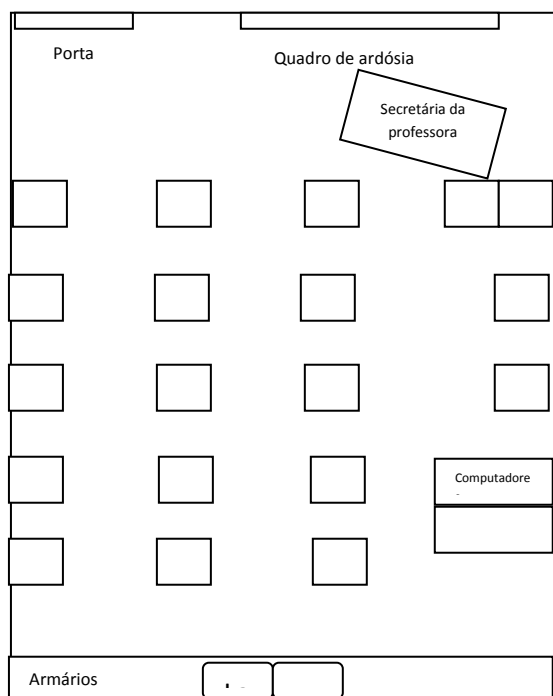 Porta
Quadro de ardósia
Secretária da
professora
Computadore
Armários